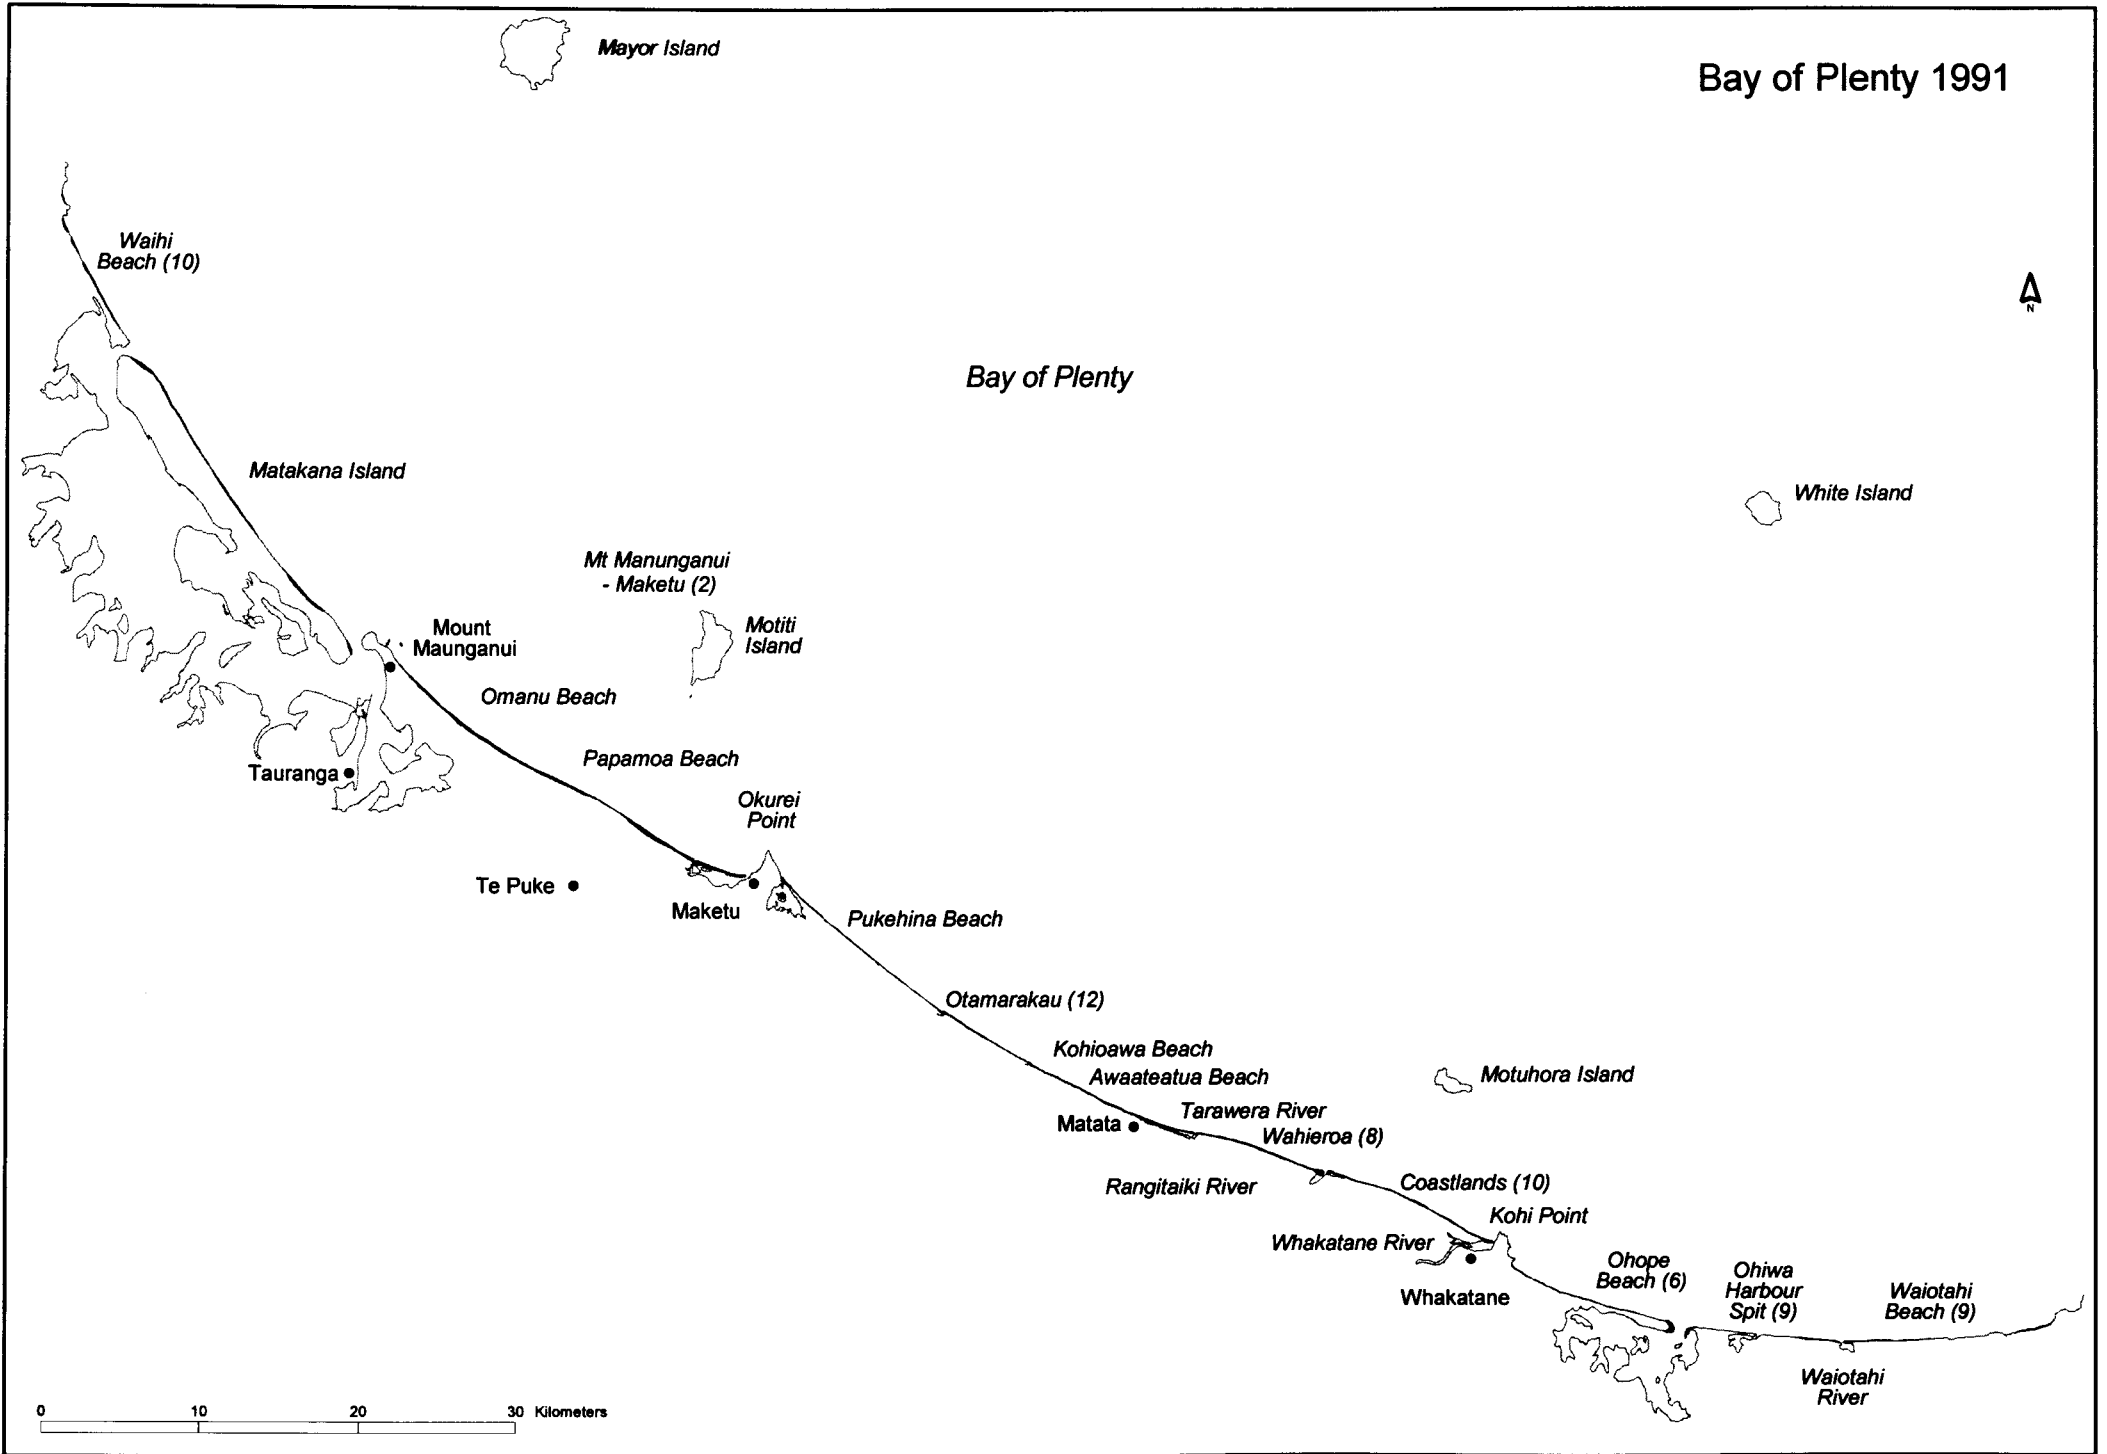 Mayor Island
Bay of Plenty 1991
Waihi
Beach (10)
N
Bay of Plenty
Matakana Island
White Island
Mt Manunganui
- Maketu (2)
Motiti
Island
Mount
Maunganui
Omanu Beach
Papamoa Beach
Tauranga
Okurei
Point
Te Puke
Maketu
Pukehina Beach
Otamarakau (12)
Kohioawa Beach
Awaateatua Beach
Motuhora Island
Tarawera River
Matata
Wahieroa (8)
Rangitaiki River
Coastlands (10)
Kohi Point
Whakatane River
Whakatane
Ohope
Beach (6)
Ohiwa
Harbour
Spit (9)
Waiotahi
Beach (9)
Waiotahi
River
0 10 20 30 Kilometers